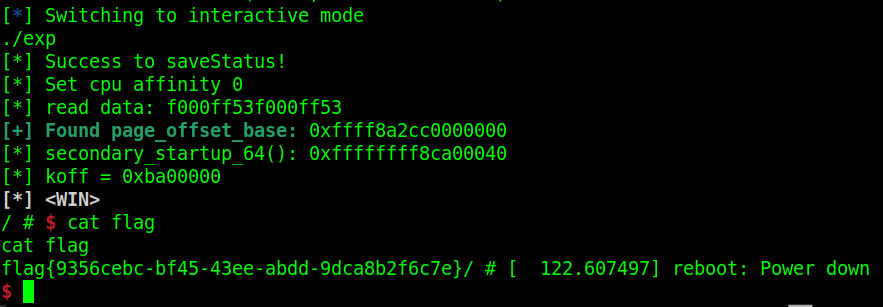 [*] Switching to interactive mode
./exp
[*] Success to saveStatus!
[*] Set cpu affinity 0
[*] read data: f000ff53f000ff53
[+] Found page_offset_base: 0xffff8a2cc0000000
[*] secondary_startup_64(): 0xffffffff8ca00040
[*] koff = 0xba00000
[*] <WIN>
/ # $ cat flag
cat flag
flag{9356cebc-bf45-43ee-abdd-9dca8b2f6c7e}/ # [  122.607497] reboot: Power down
$